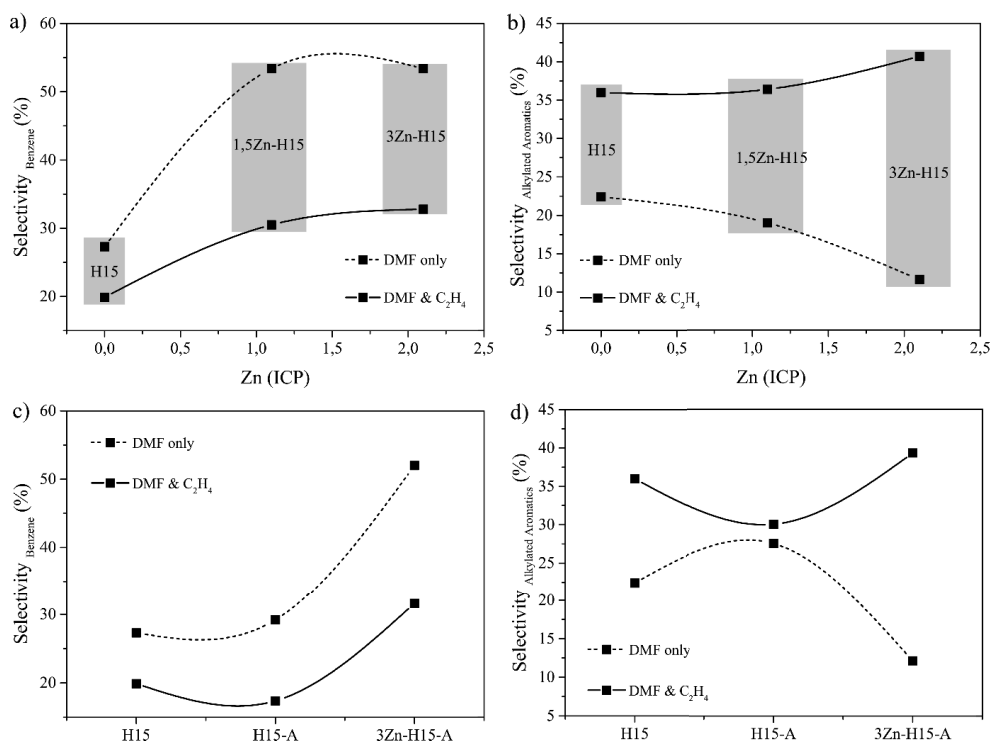 a)
60
50
40
30
20
Selectivity Benzene (%)
H15
1,5Zn-H15
3Zn-H15
DMF only
DMF & C₂H₄
0,0 0,5 1,0 1,5 2,0 2,5
Zn (ICP)
b)
45
40
35
30
25
20
15
10
5
Selectivity Alkylated Aromatics (%)
H15
1,5Zn-H15
3Zn-H15
DMF only
DMF & C₂H₄
0,0 0,5 1,0 1,5 2,0 2,5
Zn (ICP)
c)
60
50
40
30
20
Selectivity Benzene (%)
DMF only
DMF & C₂H₄
H15 H15-A 3Zn-H15-A
d)
45
40
35
30
25
20
15
10
5
Selectivity Alkylated Aromatics (%)
DMF only
DMF & C₂H₄
H15 H15-A 3Zn-H15-A